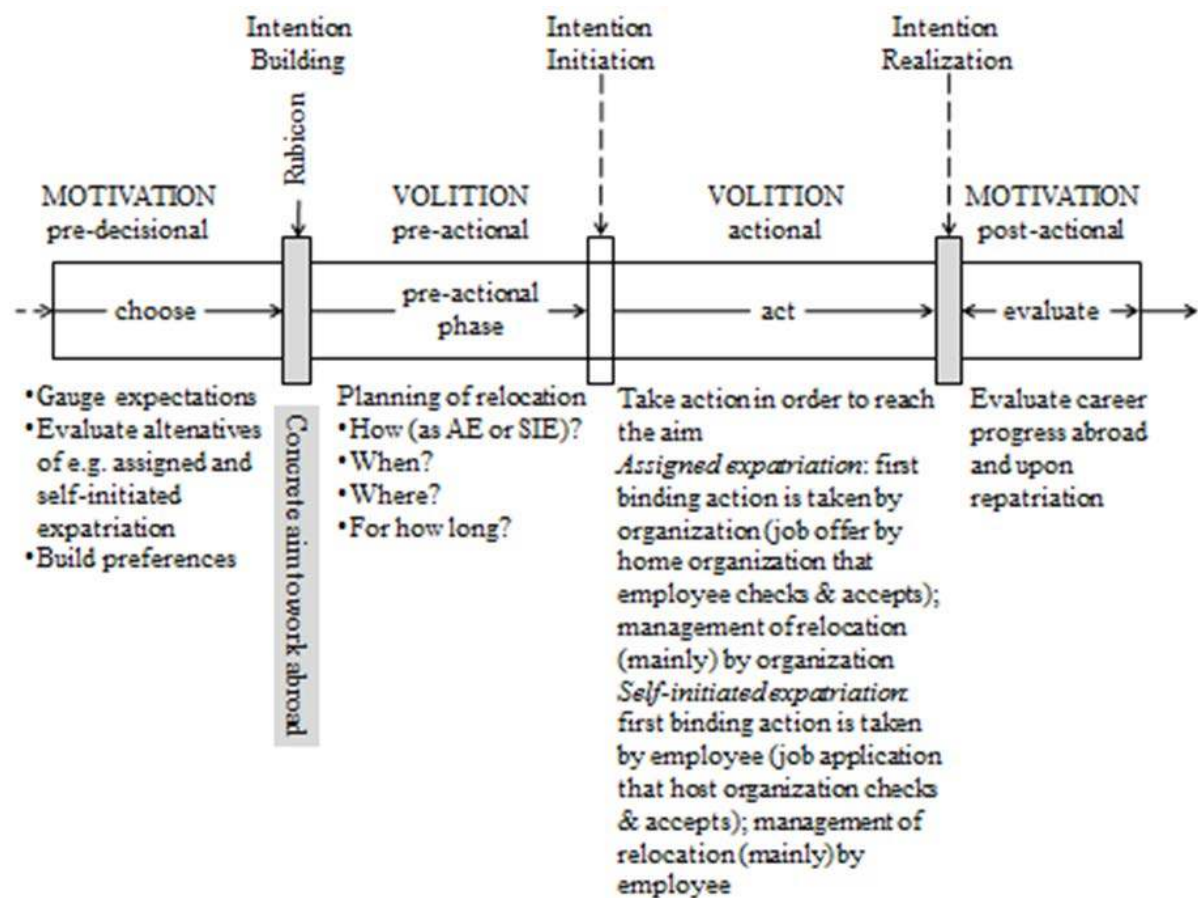 Intention
Building
Intention
Initiation
Intention
Realization
Rubicon
MOTIVATION
pre-decisional
VOLITION
pre-actional
VOLITION
actional
MOTIVATION
post-actional
choose
pre-actional
phase
act
evaluate
•Gauge expectations
•Evaluate altenatives
of e.g. assigned and
self-initiated
expatriation
•Build preferences
Concrete aim to work abroad
Planning of relocation
•How (as AE or SIE)?
•When?
•Where?
•For how long?
Take action in order to reach
the aim
Assigned expatriation: first
binding action is taken by
organization (job offer by
home organization that
employee checks & accepts);
management of relocation
(mainly) by organization
Self-initiated expatriation:
first binding action is taken
by employee (job application
that host organization checks
& accepts); management of
relocation (mainly) by
employee
Evaluate career
progress abroad
and upon
repatriation